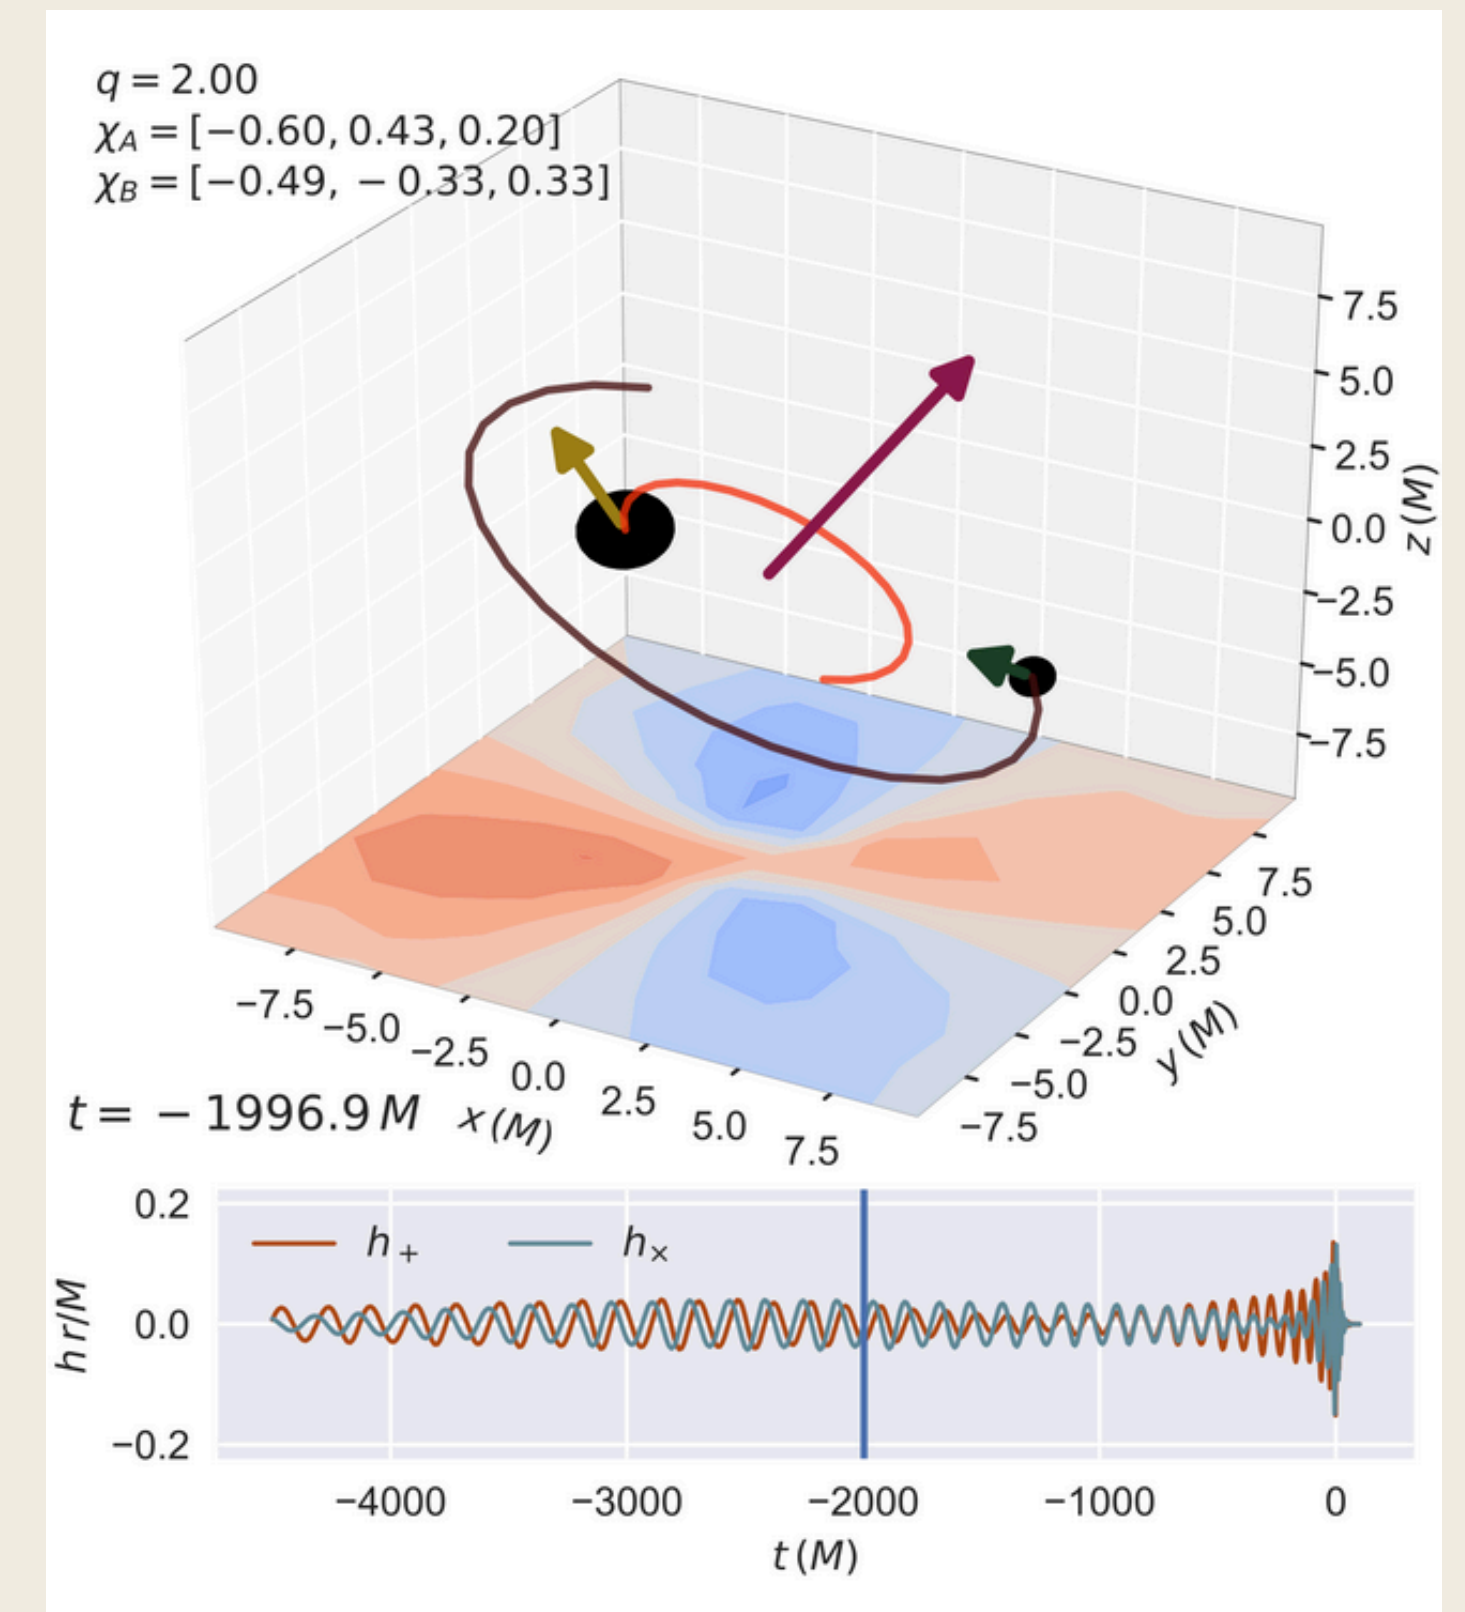 q = 2.00
χA = [−0.60, 0.43, 0.20]
χB = [−0.49, −0.33, 0.33]
7.5
5.0
2.5
0.0
−2.5
−5.0
−7.5
z (M)
7.5
5.0
2.5
0.0
−2.5
−5.0
−7.5
y (M)
−7.5
−5.0
−2.5
0.0
2.5
5.0
7.5
x (M)
t = −1996.9 M
0.2
0.0
−0.2
h r/M
h+ h×
−4000 −3000 −2000 −1000 0
t (M)